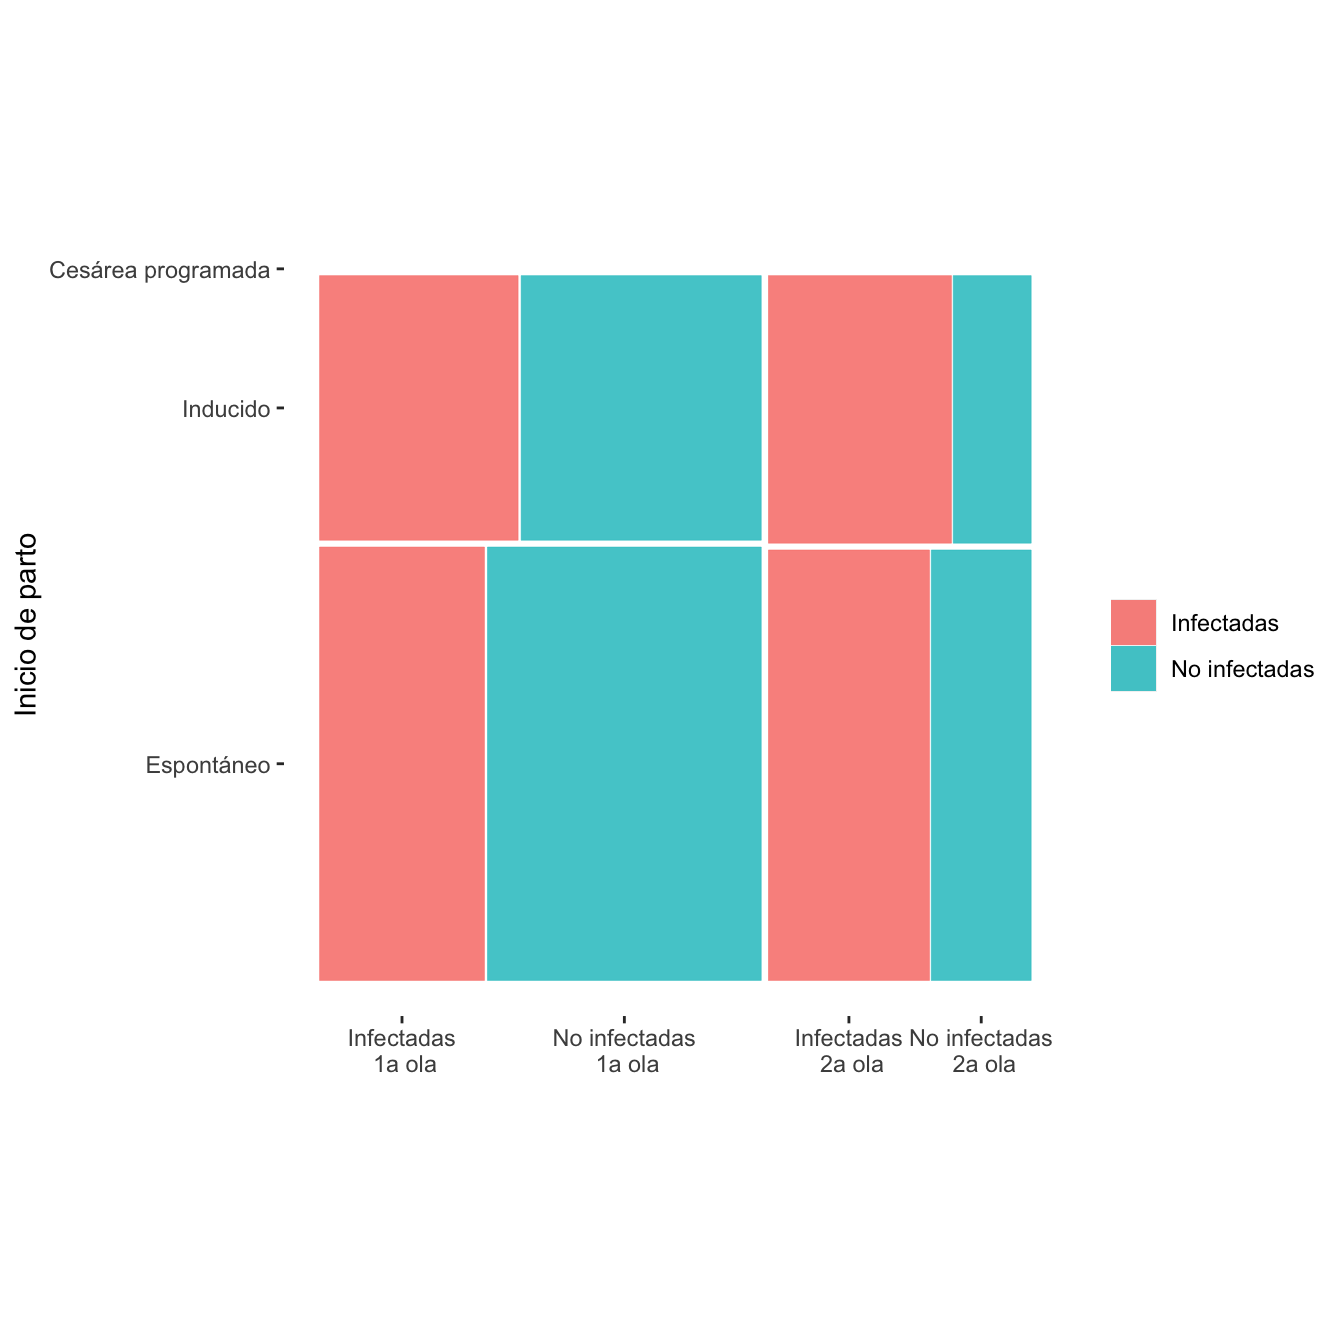 Cesárea programada
Inducido
Inicio de parto
Espontáneo
Infectadas
No infectadas
Infectadas
1a ola
No infectadas
1a ola
Infectadas
2a ola
No infectadas
2a ola